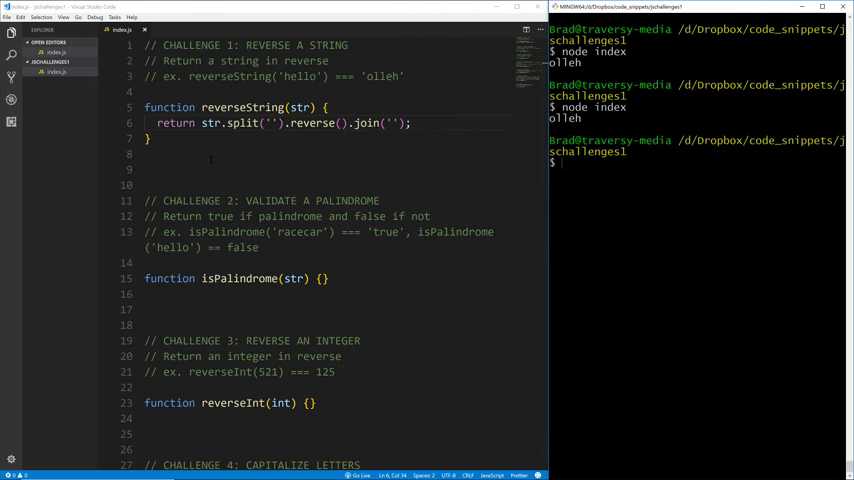 index.js - jschallenges1 - Visual Studio Code
File Edit Selection View Go Debug Tasks Help
EXPLORER
OPEN EDITORS
index.js
JSCHALLENGES1
index.js
index.js
1 // CHALLENGE 1: REVERSE A STRING
2 // Return a string in reverse
3 // ex. reverseString('hello') === 'olleh'
4
5 function reverseString(str) {
6 return str.split('').reverse().join('');
7 }
8
9
10
11 // CHALLENGE 2: VALIDATE A PALINDROME
12 // Return true if palindrome and false if not
13 // ex. isPalindrome('racecar') === 'true', isPalindrome
('hello') == false
14
15 function isPalindrome(str) {}
16
17
18
19 // CHALLENGE 3: REVERSE AN INTEGER
20 // Return an integer in reverse
21 // ex. reverseInt(521) === 125
22
23 function reverseInt(int) {}
24
25
26
27 // CHALLENGE 4: CAPITALIZE LETTERS
0 0
Go Live Ln 6, Col 34 Spaces: 2 UTF-8 CRLF JavaScript Prettier
MINGW64:/d/Dropbox/code_snippets/jschallenges1
Brad@traversy-media /d/Dropbox/code_snippets/j
schallenges1
$ node index
olleh
Brad@traversy-media /d/Dropbox/code_snippets/j
schallenges1
$ node index
olleh
Brad@traversy-media /d/Dropbox/code_snippets/j
schallenges1
$